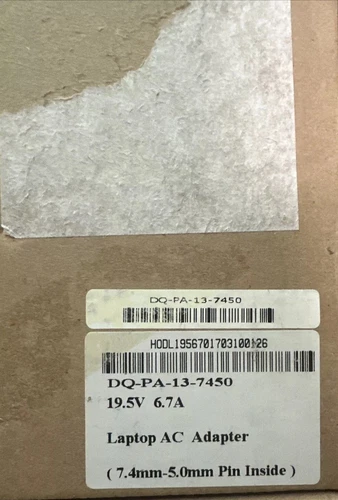 DQ-PA-13-7450
HODL1956701703100126
DQ-PA-13-7450
19.5V 6.7A
Laptop AC Adapter
( 7.4mm-5.0mm Pin Inside )